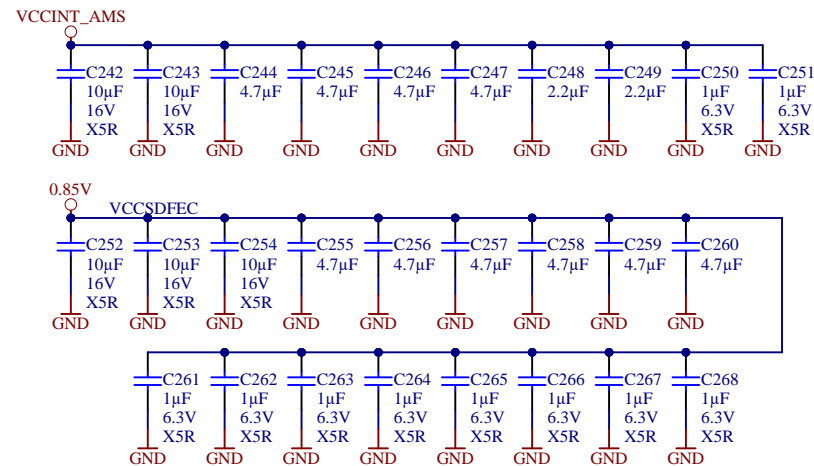 VCCINT_AMS
C242 C243 C244 C245 C246 C247 C248 C249 C250 C251
10µF 10µF 4.7µF 4.7µF 4.7µF 4.7µF 2.2µF 2.2µF 1µF 1µF
16V 16V 6.3V 6.3V
X5R X5R X5R X5R
GND GND GND GND GND GND GND GND GND GND
0.85V
VCCSDFEC
C252 C253 C254 C255 C256 C257 C258 C259 C260
10µF 10µF 10µF 4.7µF 4.7µF 4.7µF 4.7µF 4.7µF 4.7µF
16V 16V 16V
X5R X5R X5R
GND GND GND GND GND GND GND GND GND
C261 C262 C263 C264 C265 C266 C267 C268
1µF 1µF 1µF 1µF 1µF 1µF 1µF 1µF
6.3V 6.3V 6.3V 6.3V 6.3V 6.3V 6.3V 6.3V
X5R X5R X5R X5R X5R X5R X5R X5R
GND GND GND GND GND GND GND GND